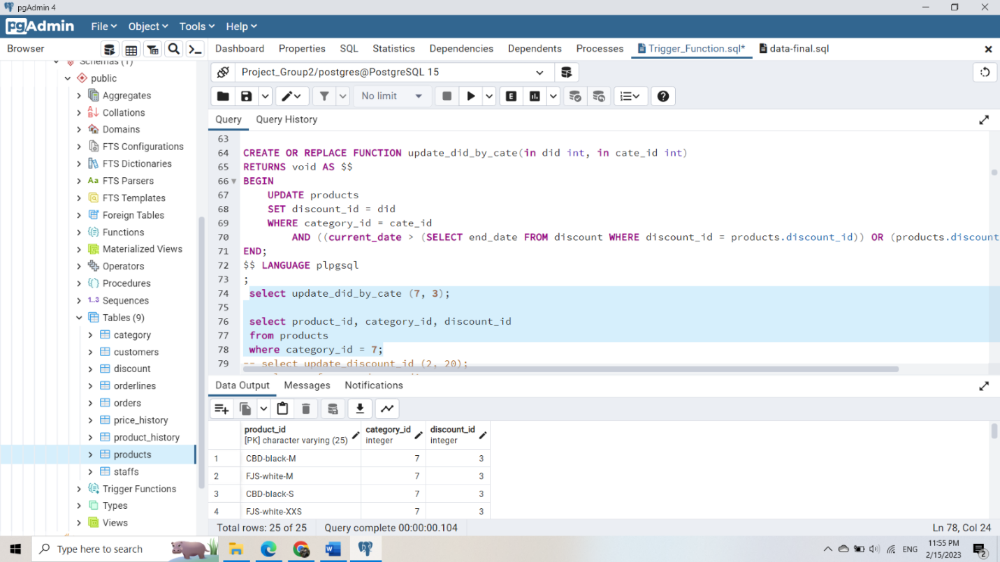 pgAdmin 4
pgAdmin File Object Tools Help
Browser
Dashboard Properties SQL Statistics Dependencies Dependents Processes Trigger_Function.sql* data-final.sql
Schemas (1)
public
Aggregates
Collations
Domains
FTS Configurations
FTS Dictionaries
FTS Parsers
FTS Templates
Foreign Tables
Functions
Materialized Views
Operators
Procedures
Sequences
Tables (9)
category
customers
discount
orderlines
orders
price_history
product_history
products
staffs
Trigger Functions
Types
Views
Project_Group2/postgres@PostgreSQL 15
No limit
Query Query History
63
64 CREATE OR REPLACE FUNCTION update_did_by_cate(in did int, in cate_id int)
65 RETURNS void AS $$
66 BEGIN
67 UPDATE products
68 SET discount_id = did
69 WHERE category_id = cate_id
70 AND ((current_date > (SELECT end_date FROM discount WHERE discount_id = products.discount_id)) OR (products.discount
71 END;
72 $$ LANGUAGE plpgsql
73 ;
74 select update_did_by_cate (7, 3);
75
76 select product_id, category_id, discount_id
77 from products
78 where category_id = 7;
79 -- select update_discount_id (2, 20);
Data Output Messages Notifications
product_id category_id discount_id
[PK] character varying (25) integer integer
1 CBD-black-M 7 3
2 FJS-white-M 7 3
3 CBD-black-S 7 3
4 FJS-white-XXS 7 3
Total rows: 25 of 25 Query complete 00:00:00.104 Ln 78, Col 24
Type here to search
ENG
11:55 PM
2/15/2023
2